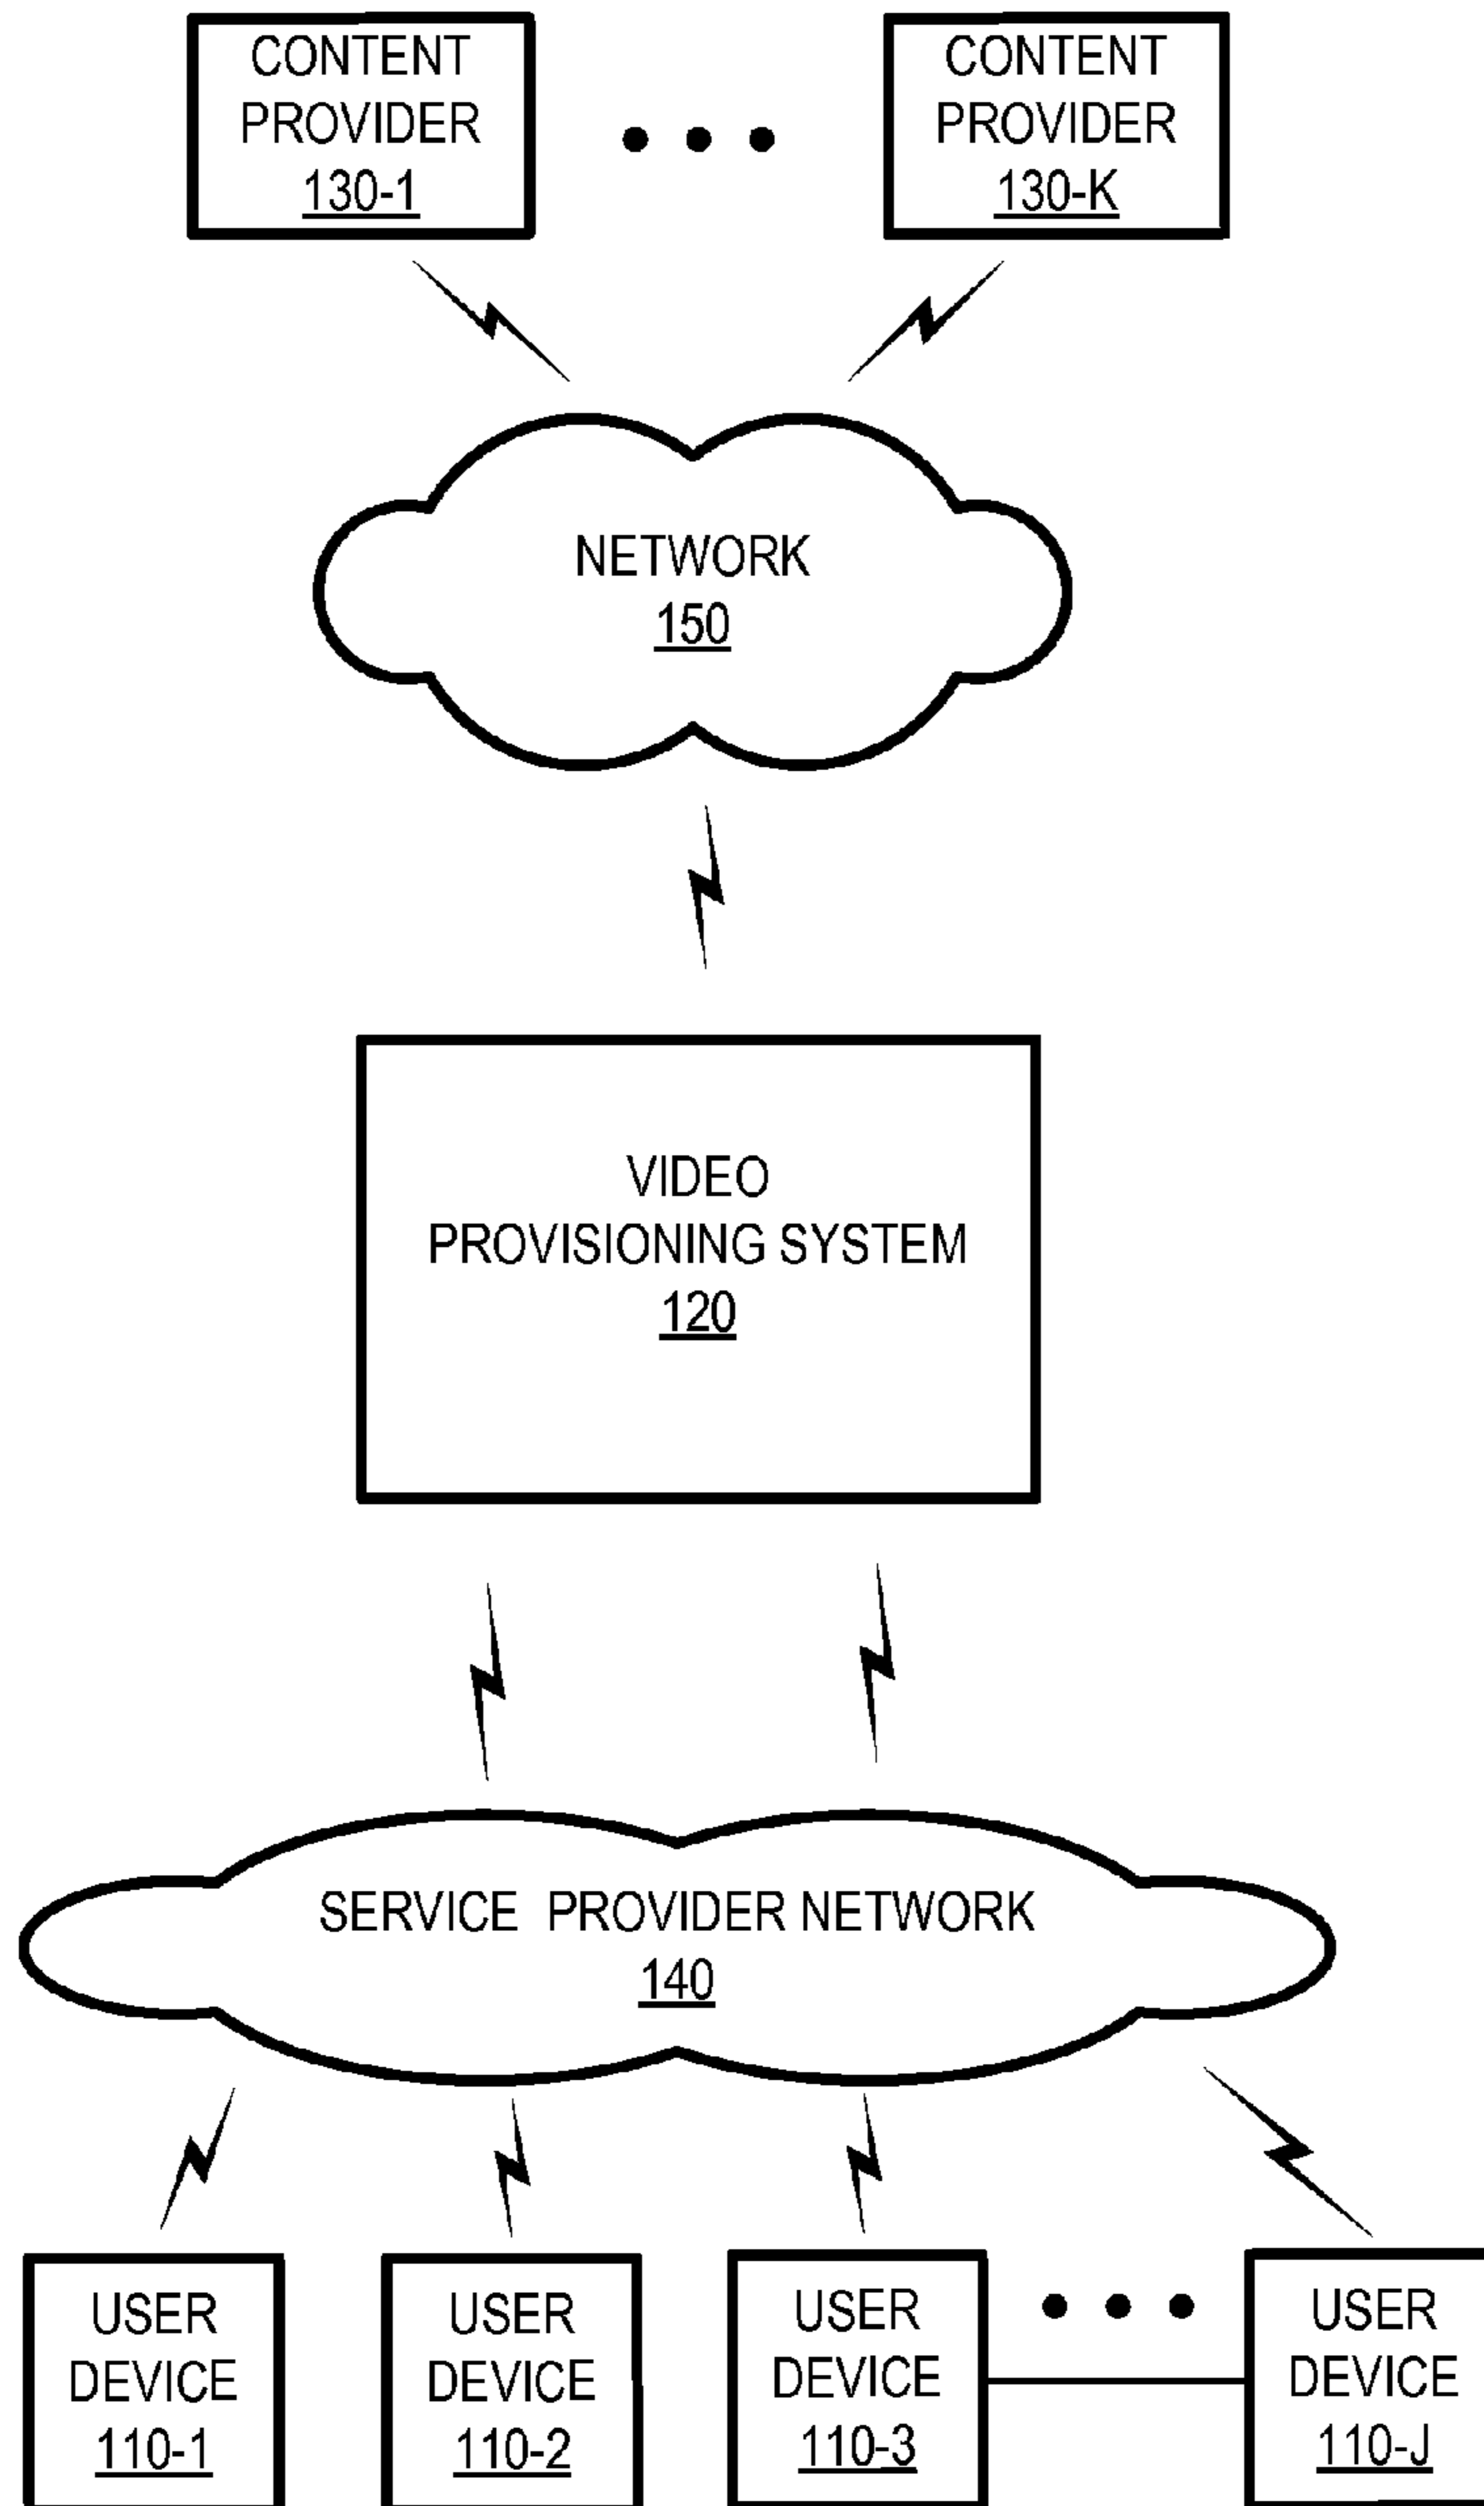 CONTENT
PROVIDER
130-1
CONTENT
PROVIDER
130-K
NETWORK
150
VIDEO
PROVISIONING SYSTEM
120
SERVICE PROVIDER NETWORK
140
USER
DEVICE
110-1
USER
DEVICE
110-2
USER
DEVICE
110-3
USER
DEVICE
110-J